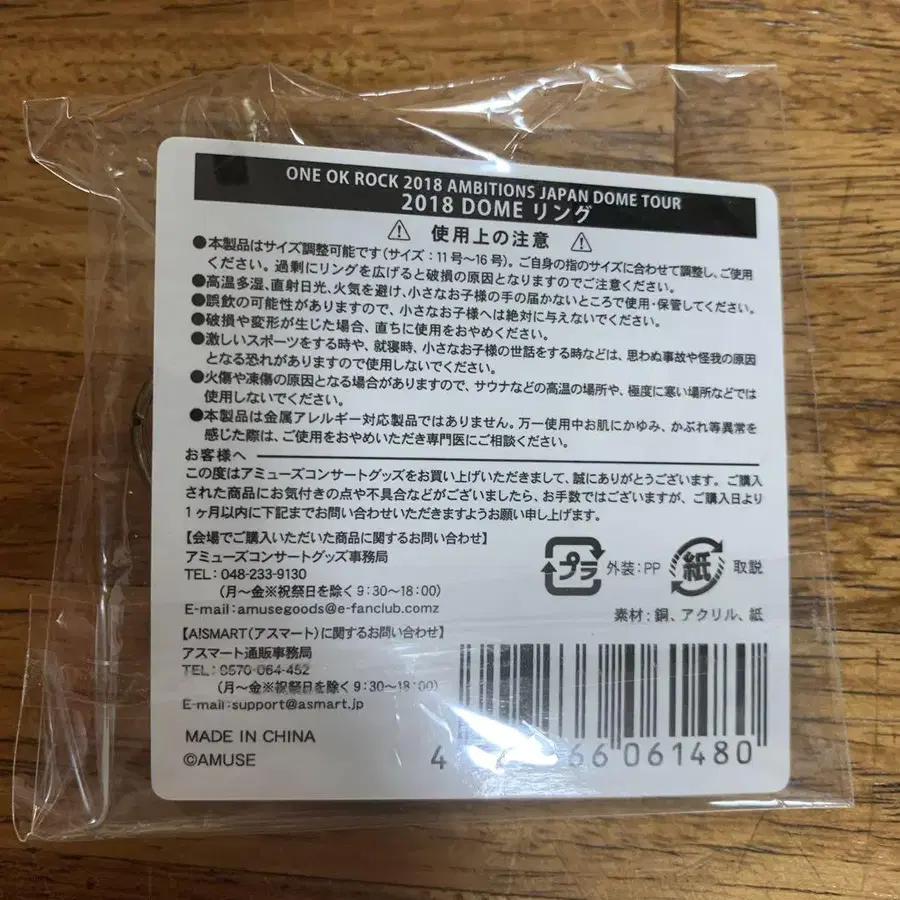 ONE OK ROCK 2018 AMBITIONS JAPAN DOME TOUR
2018 DOME リング
使用上の注意
●本製品はサイズ調整可能です(サイズ:11号〜16号)。ご自身の指のサイズに合わせて調整し、ご使用
ください。過剰にリングを広げると破損の原因となりますのでご注意ください。
●高温多湿、直射日光、火気を避け、小さなお子様の手の届かないところで使用・保管してください。
●誤飲の可能性がありますので、小さなお子様へは絶対に与えないでください。
●破損や変形が生じた場合、直ちに使用をおやめください。
●激しいスポーツをする時や、就寝時、小さなお子様の世話をする時などは、思わぬ事故や怪我の原因
となる恐れがありますので使用しないでください。
●火傷や凍傷の原因となる場合がありますので、サウナなどの高温の場所や、極度に寒い場所などでは
使用しないでください。
●本製品は金属アレルギー対応製品ではありません。万一使用中お肌にかゆみ、かぶれ等異常を
感じた際は、ご使用をおやめいただき専門医にご相談ください。
お客様へ
この度はアミューズコンサートグッズをお買い上げいただきまして、誠にありがとうございます。ご購入
された商品にお気付きの点や不具合などがございましたら、お手数ではございますが、ご購入日より
1ヶ月以内に下記までお問い合わせいただきますようお願い申し上げます。
【会場でご購入いただいた商品に関するお問い合わせ】
アミューズコンサートグッズ事務局
TEL:048-233-9130
(月〜金※祝祭日を除く9:30〜18:00)
E-mail:amusegoods@e-fanclub.comz
プラ 外装:PP 紙 取説
素材:銅、アクリル、紙
【A!SMART(アスマート)に関するお問い合わせ】
アスマート通販事務局
TEL:0570-064-452
(月〜金※祝祭日を除く9:30〜18:00)
E-mail:support@asmart.jp
MADE IN CHINA
©AMUSE
4 66 061480